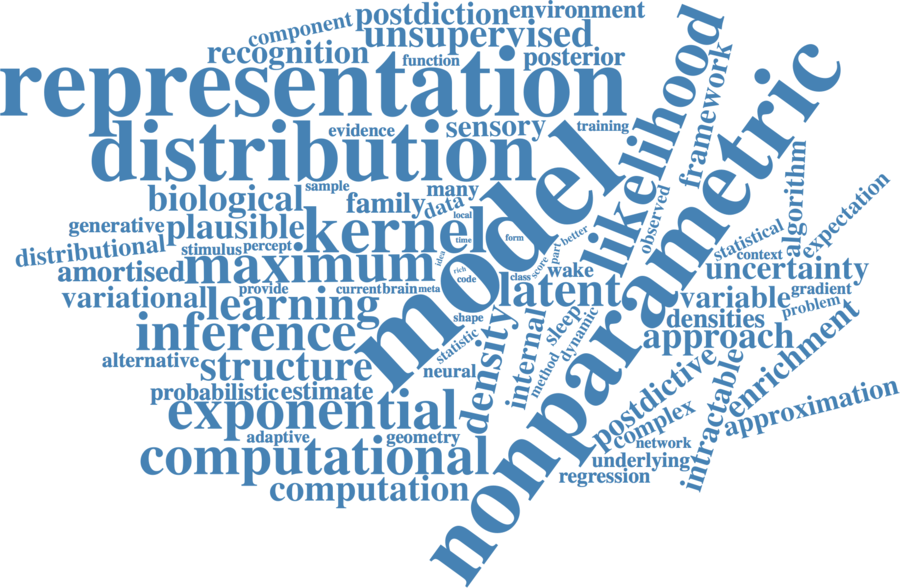 component
postdiction
environment
recognition
unsupervised
function
posterior
representation
likelihood
framework
evidence
sensory
training
distribution
model
nonparametric
biological
sample
family
many
data
local
generative
plausible
kernel
time
form
observed
algorithm
expectation
distributional
stimulus
percept
idea
part
better
statistical
context
amortised
maximum
rich
code
class
score
wake
uncertainty
variational
provide
current
brain
meta
latent
variable
gradient
learning
shape
internal
sleep
densities
problem
inference
statistic
density
dynamic
approach
enrichment
alternative
structure
neural
method
probabilistic
estimate
postdictive
intractable
approximation
exponential
complex
adaptive
geometry
network
computational
underlying
computation
regression